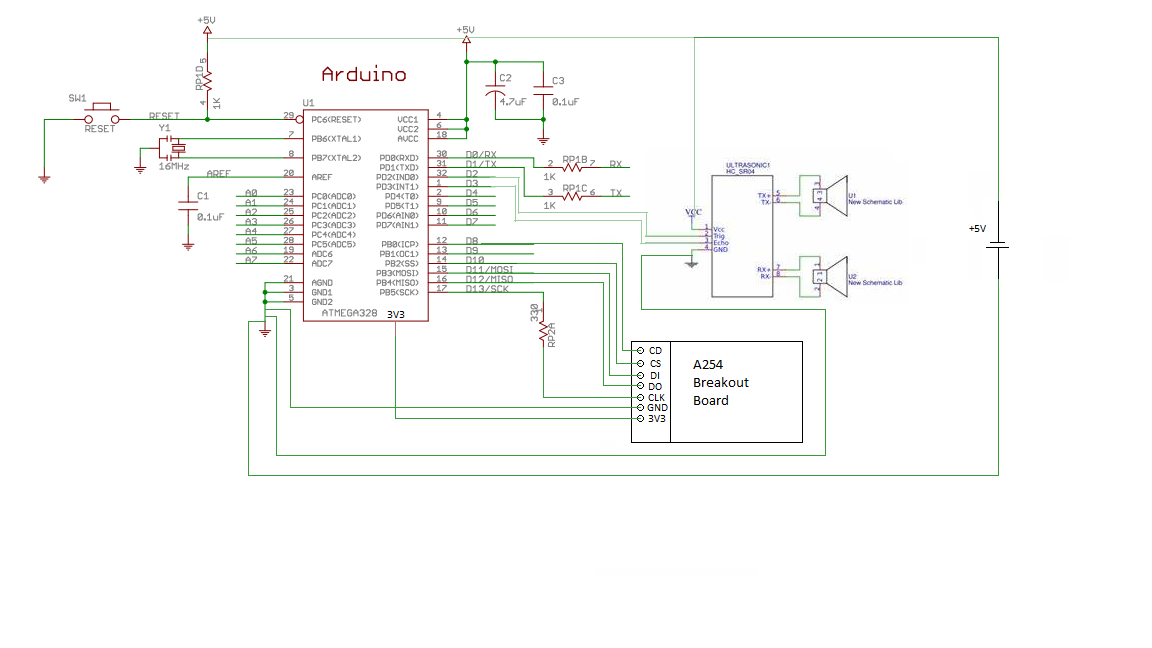 +5V
+5V
Arduino
RP1D
5
4
1K
C2
4.7uF
C3
0.1uF
SW1
RESET
RESET
U1
29
PC6(RESET)
VCC1
4
VCC2
6
AVCC
18
Y1
16MHz
7
PB6(XTAL1)
8
PB7(XTAL2)
AREF
20
AREF
C1
0.1uF
PD0(RXD)
30
D0/RX
PD1(TXD)
31
D1/TX
PD2(IND0)
32
D2
PD3(INT1)
1
D3
PD4(T0)
2
D4
PD5(T1)
9
D5
PD6(AIN0)
10
D6
PD7(AIN1)
11
D7
2
RP1B
7
RX
1K
3
RP1C
6
TX
1K
A0
23
PC0(ADC0)
A1
24
PC1(ADC1)
A2
25
PC2(ADC2)
A3
26
PC3(ADC3)
A4
27
PC4(ADC4)
A5
28
PC5(ADC5)
A6
19
ADC6
A7
22
ADC7
PB0(ICP)
12
D8
PB1(OC1)
13
D9
PB2(SS)
14
D10
PB3(MOSI)
15
D11/MOSI
PB4(MISO)
16
D12/MISO
PB5(SCK)
17
D13/SCK
21
AGND
3
GND1
5
GND2
ATMEGA328
3V3
330
RP2A
ULTRASONIC1
HC_SR04
VCC
1
Vcc
2
Trig
3
Echo
4
GND
TX+
5
TX-
6
RX+
7
RX-
8
3
4 3
4
U1
New Schematic Lib
1
2 1
2
U2
New Schematic Lib
+5V
CD
CS
DI
DO
CLK
GND
3V3
A254
Breakout
Board